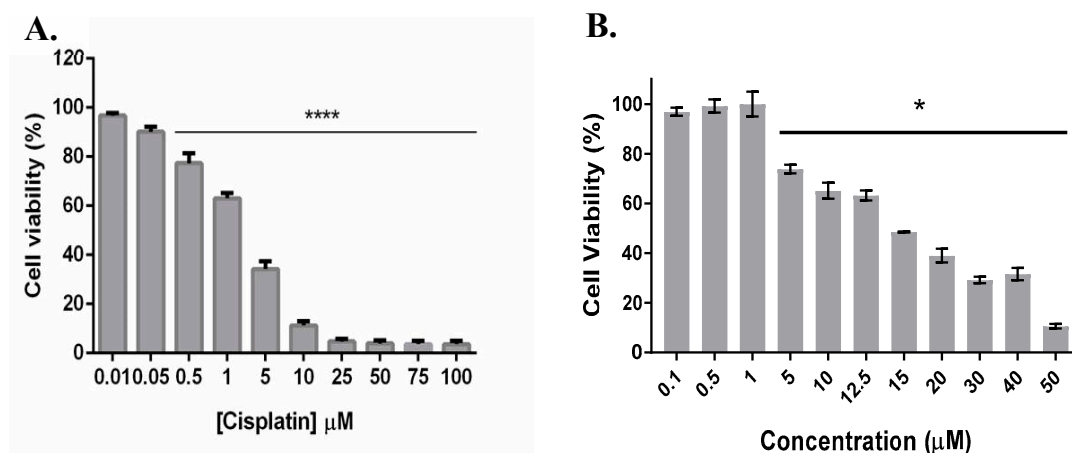 A.
Cell viability (%)
120
100
80
60
40
20
0
****
0.01 0.05 0.5 1 5 10 25 50 75 100
[Cisplatin] μM
B.
Cell Viability (%)
100
80
60
40
20
0
*
0.1 0.5 1 5 10 12.5 15 20 30 40 50
Concentration (μM)